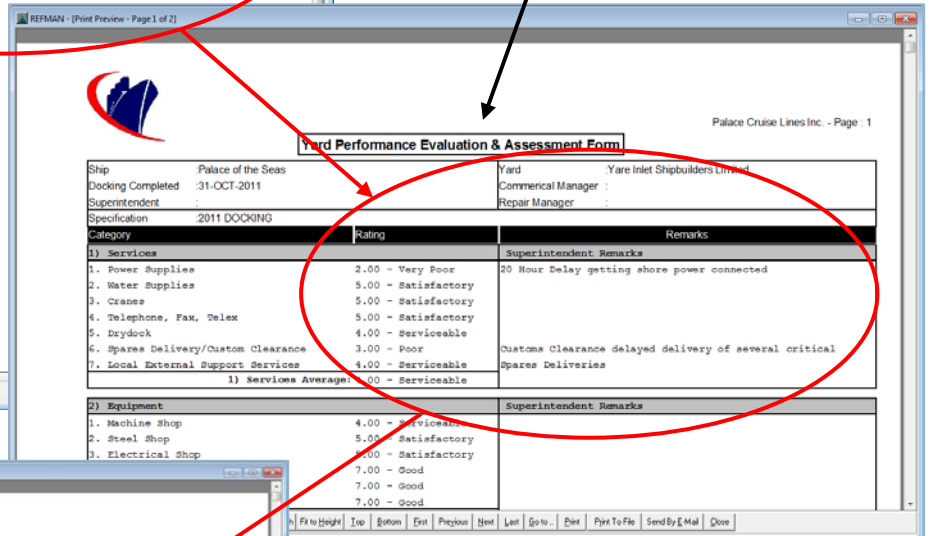 REFMAN - [Print Preview - Page 1 of 2]
Palace Cruise Lines Inc. - Page : 1
Yard Performance Evaluation & Assessment Form
Ship :Palace of the Seas Yard :Yare Inlet Shipbuilders Limited
Docking Completed :31-OCT-2011 Commerical Manager :
Superintendent : Repair Manager :
Specification :2011 DOCKING
Category Rating Remarks
1) Services Superintendent Remarks
1. Power Supplies 2.00 - Very Poor 20 Hour Delay getting shore power connected
2. Water Supplies 5.00 - Satisfactory
3. Cranes 5.00 - Satisfactory
4. Telephone, Fax, Telex 5.00 - Satisfactory
5. Drydock 4.00 - Serviceable
6. Spares Delivery/Custom Clearance 3.00 - Poor Customs Clearance delayed delivery of several critical
7. Local External Support Services 4.00 - Serviceable Spares Deliveries
1) Services Average: .00 - Serviceable
2) Equipment Superintendent Remarks
1. Machine Shop 4.00 - Serviceable
2. Steel Shop 5.00 - Satisfactory
3. Electrical Shop .00 - Satisfactory
7.00 - Good
7.00 - Good
7.00 - Good
Fit to Height Top Bottom First Previous Next Last Go to .. Print Print To File Send By E-Mail Close